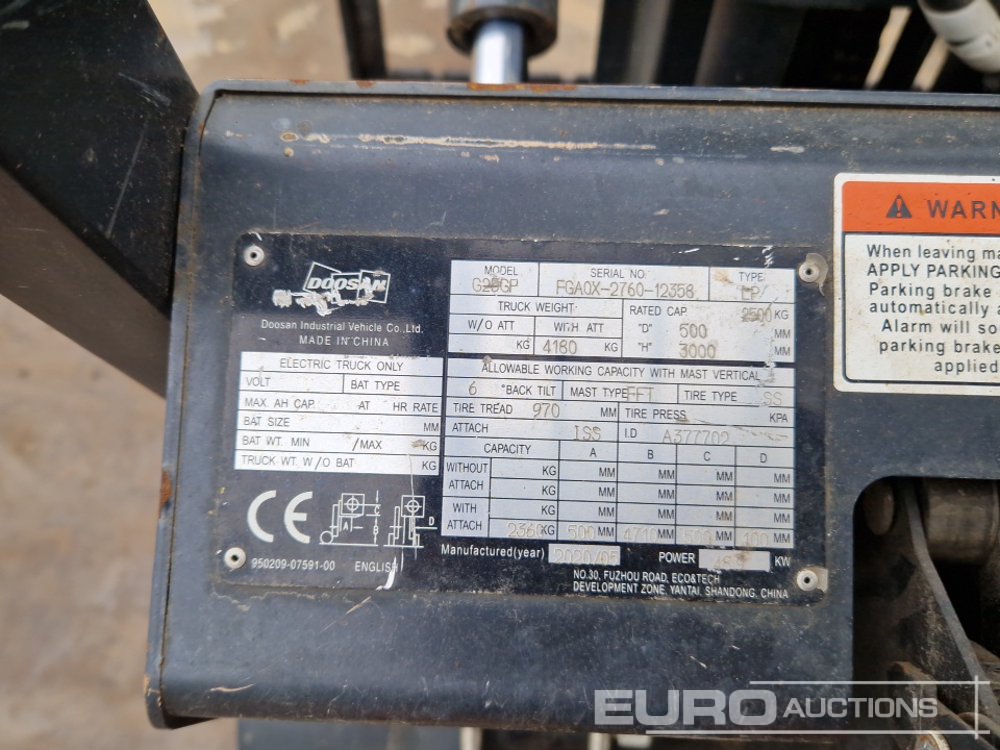 DOOSAN
Doosan Industrial Vehicle Co.,Ltd.
MADE IN CHINA
ELECTRIC TRUCK ONLY
VOLT BAT TYPE
MAX. AH CAP. AT HR RATE
BAT SIZE MM
BAT WT. MIN /MAX KG
TRUCK WT. W/O BAT KG
CE
A B C D
950209-07591-00 ENGLISH
MODEL SERIAL NO. TYPE
FGA0X-2760-12358 LP
TRUCK WEIGHT RATED CAP 2500 KG
W/O ATT WITH ATT "D" 500 MM
KG 4180 KG "H" 3000 MM
ALLOWABLE WORKING CAPACITY WITH MAST VERTICAL
6 °BACK TILT MAST TYPE FFT TIRE TYPE SS
TIRE TREAD 970 MM TIRE PRESS KPA
ATTACH ISS I.D A377702
CAPACITY A B C D
WITHOUT ATTACH KG MM MM MM MM
KG MM MM MM MM
WITH ATTACH KG MM MM MM MM
2360 KG 500 MM 4710 MM 500 MM 100 MM
Manufactured(year) 2020/05 POWER KW
NO.30, FUZHOU ROAD, ECO&TECH
DEVELOPMENT ZONE, YANTAI, SHANDONG, CHINA
WARN
When leaving ma
APPLY PARKING
Parking brake
automatically a
Alarm will so
parking brake
applied
EURO AUCTIONS